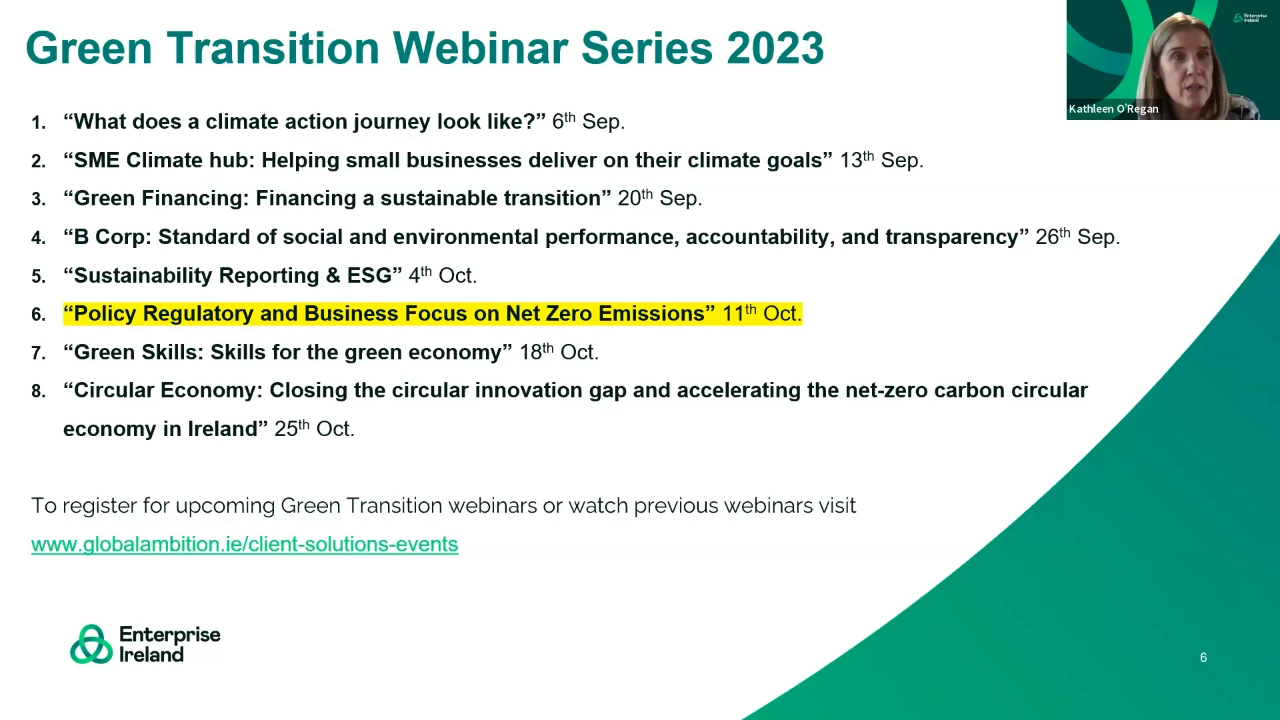 Green Transition Webinar Series 2023
Enterprise
Ireland
Kathleen O'Regan
1. “What does a climate action journey look like?” 6th Sep.
2. “SME Climate hub: Helping small businesses deliver on their climate goals” 13th Sep.
3. “Green Financing: Financing a sustainable transition” 20th Sep.
4. “B Corp: Standard of social and environmental performance, accountability, and transparency” 26th Sep.
5. “Sustainability Reporting & ESG” 4th Oct.
6. “Policy Regulatory and Business Focus on Net Zero Emissions” 11th Oct.
7. “Green Skills: Skills for the green economy” 18th Oct.
8. “Circular Economy: Closing the circular innovation gap and accelerating the net-zero carbon circular
economy in Ireland” 25th Oct.
To register for upcoming Green Transition webinars or watch previous webinars visit
www.globalambition.ie/client-solutions-events
Enterprise
Ireland
6